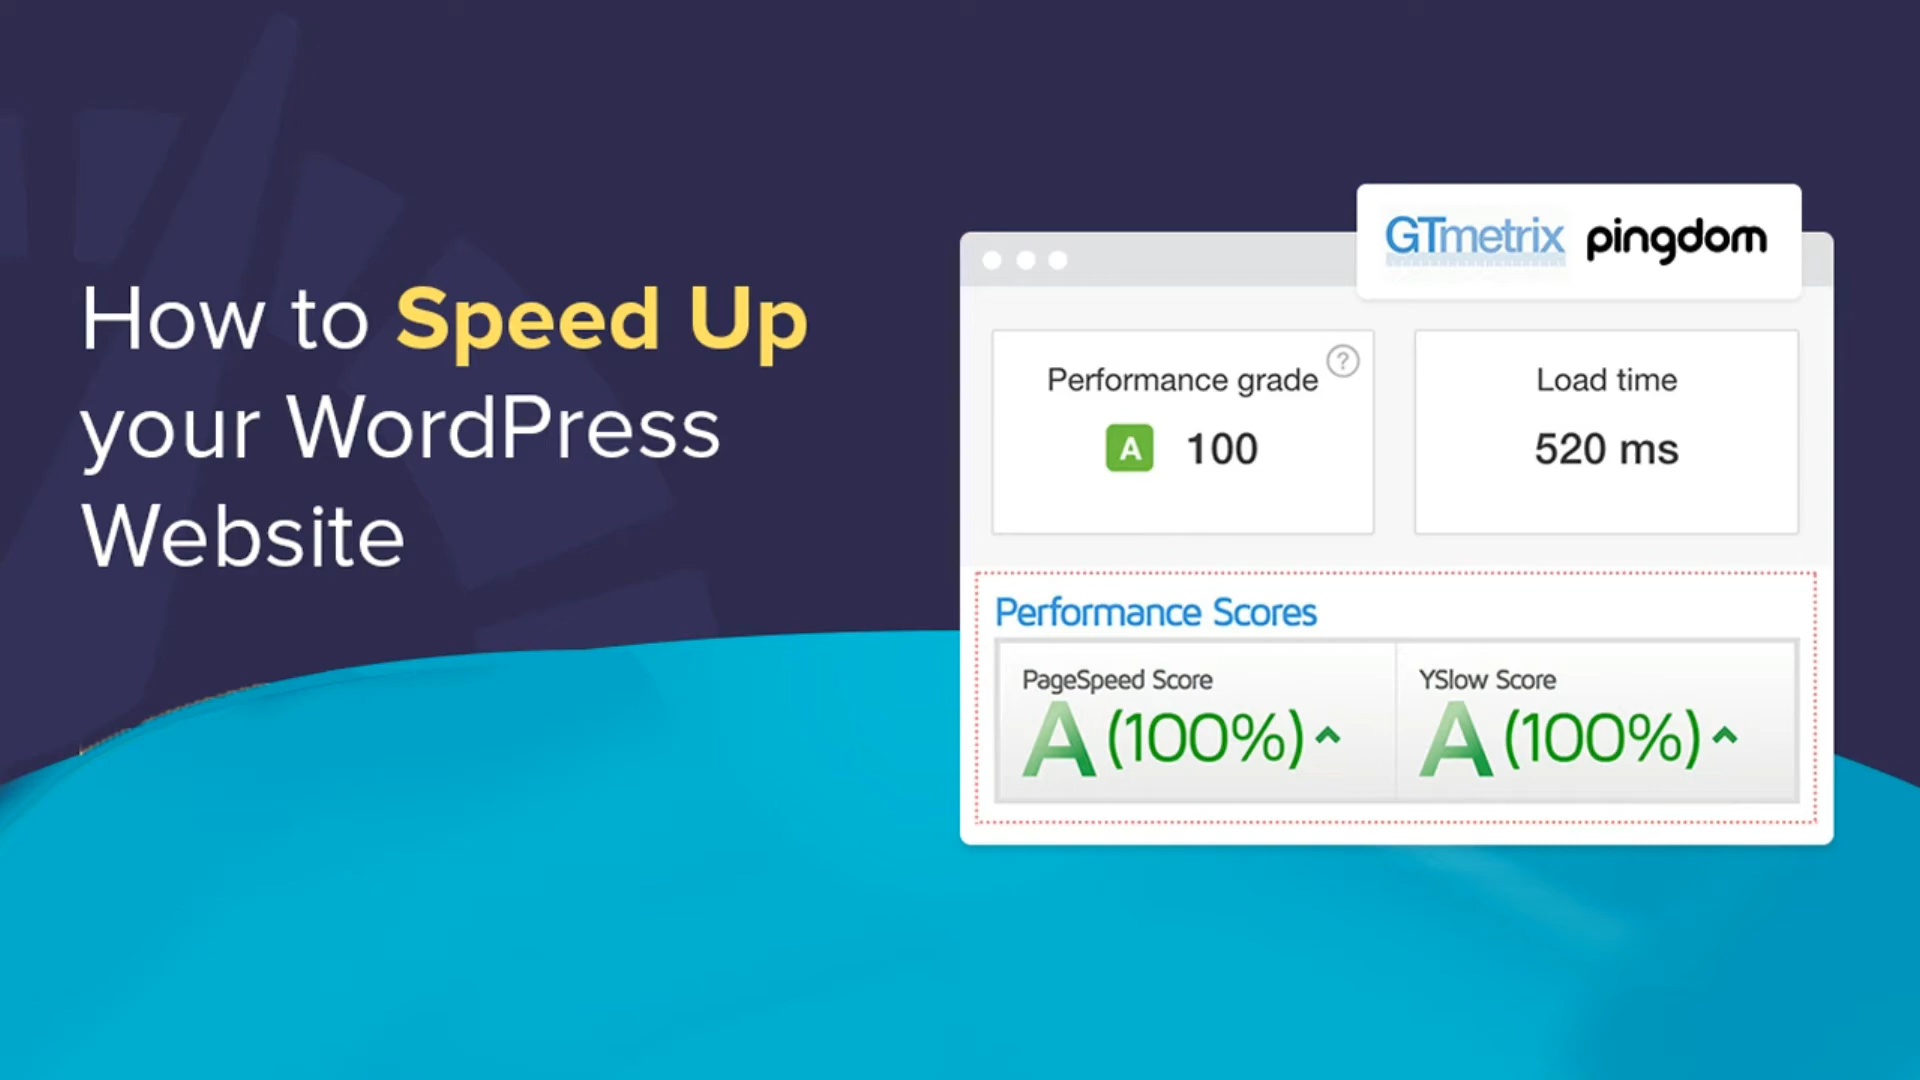 How to Speed Up
your WordPress
Website
GTmetrix pingdom
Performance grade ?
A 100
Load time
520 ms
Performance Scores
PageSpeed Score
A (100%)
YSlow Score
A (100%)